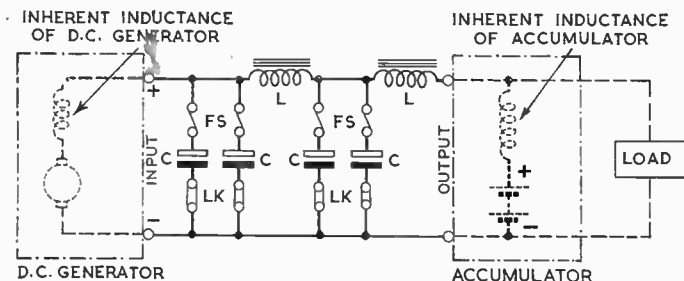 INHERENT INDUCTANCE
OF D.C. GENERATOR
INHERENT INDUCTANCE
OF ACCUMULATOR
+
L
L
FS
FS
INPUT
OUTPUT
C
C
C
C
+
LOAD
LK
LK
−
−
D.C. GENERATOR
ACCUMULATOR